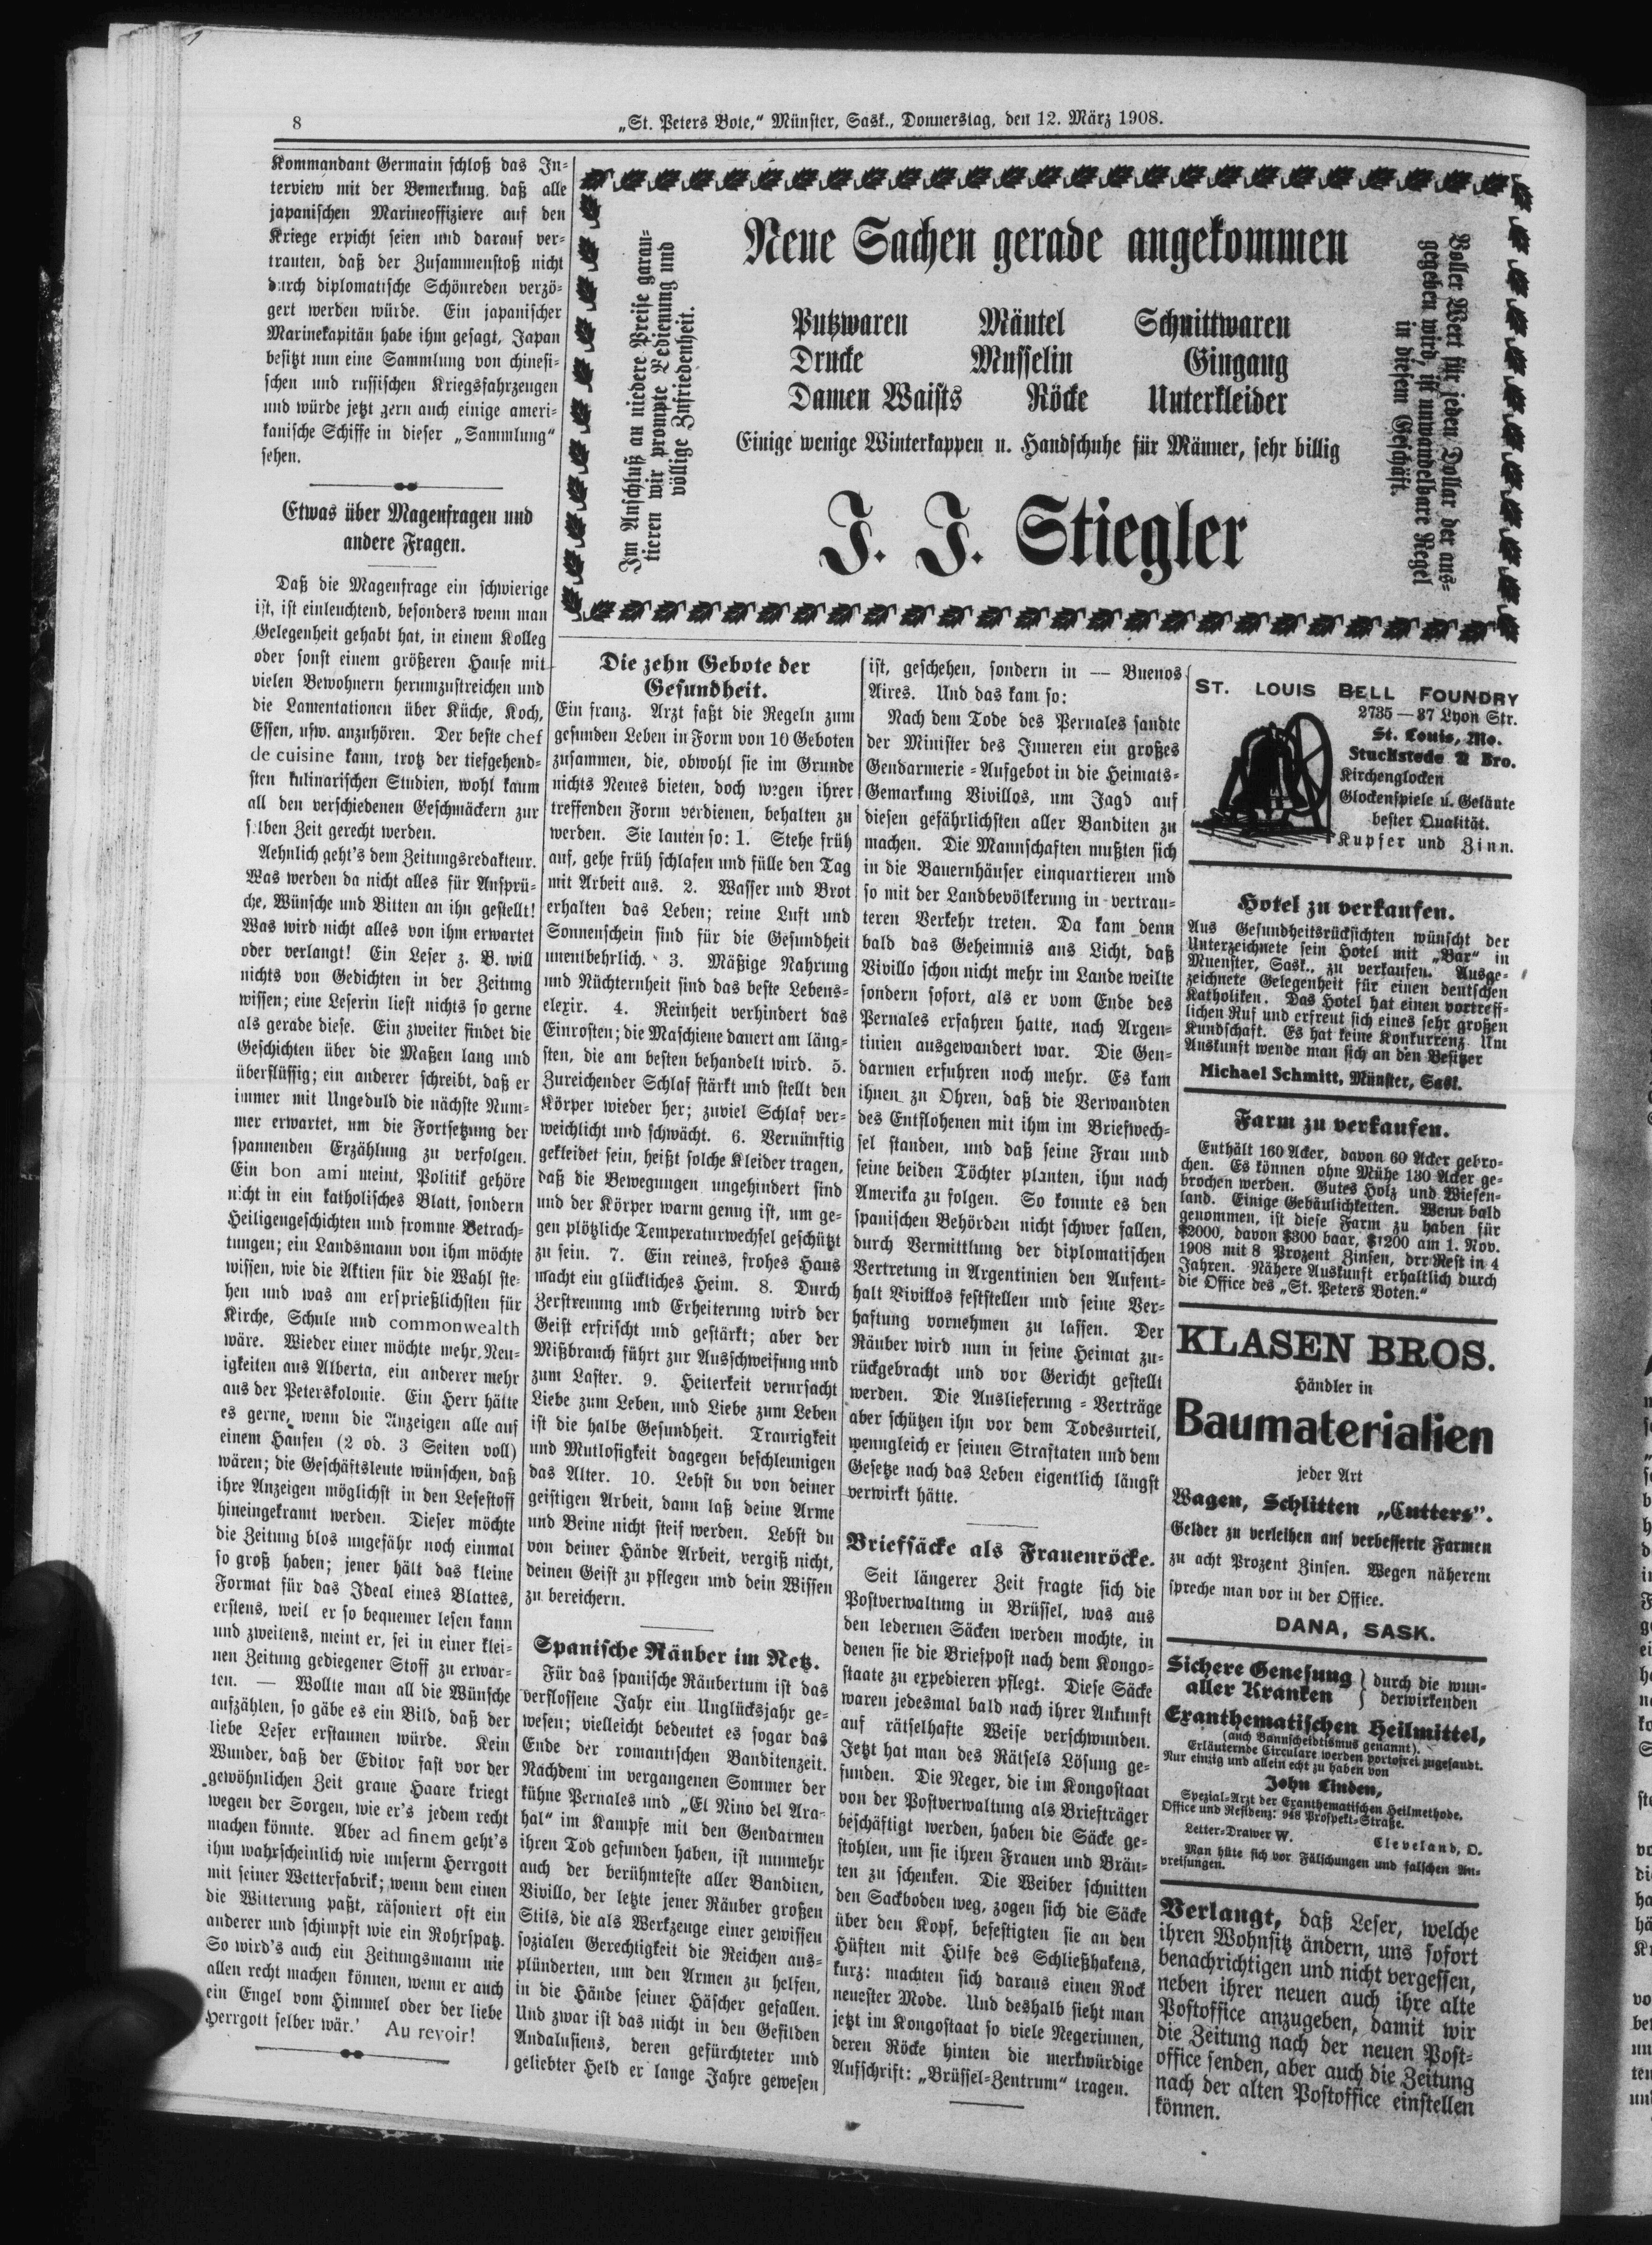 8
„St. Peters Bote,“ Münster, Sask., Donnerstag, den 12. März 1908.
Kommandant Germain schloß das In-
terview mit der Bemerkung, daß alle
japanischen Marineoffiziere auf den
Kriege erpicht seien und darauf ver-
trauten, daß der Zusammenstoß nicht
durch diplomatische Schönreden verzö-
gert werden würde. Ein japanischer
Marinekapitän habe ihm gesagt, Japan
besitzt nun eine Sammlung von chinesi-
schen und russischen Kriegsfahrzeugen
und würde jetzt gern auch einige ameri-
kanische Schiffe in dieser „Sammlung“
sehen.
Etwas über Magenfragen und
andere Fragen.
Daß die Magenfrage ein schwierige
ist, ist einleuchtend, besonders wenn man
Gelegenheit gehabt hat, in einem Kolleg
oder sonst einem größeren Hause mit
vielen Bewohnern herumzustreichen und
die Lamentationen über Küche, Koch,
Essen, usw. anzuhören. Der beste chef
de cuisine kann, trotz der tiefgehend-
sten kulinarischen Studien, wohl kaum
all den verschiedenen Geschmäckern zur
selben Zeit gerecht werden.
Aehnlich geht's dem Zeitungsredakteur.
Was werden da nicht alles für Ansprü-
che, Wünsche und Bitten an ihn gestellt!
Was wird nicht alles von ihm erwartet
oder verlangt! Ein Leser z. B. will
nichts von Gedichten in der Zeitung
wissen; eine Leserin liest nichts so gerne
als gerade diese. Ein zweiter findet die
Geschichten über die Maßen lang und
überflüssig; ein anderer schreibt, daß er
immer mit Ungeduld die nächste Num-
mer erwartet, um die Fortsetzung der
spannenden Erzählung zu verfolgen.
Ein bon ami meint, Politik gehöre
nicht in ein katholisches Blatt, sondern
Heiligengeschichten und fromme Betrach-
tungen; ein Landsmann von ihm möchte
wissen, wie die Aktien für die Wahl ste-
hen und was am ersprießlichsten für
Kirche, Schule und commonwealth
wäre. Wieder einer möchte mehr Neu-
igkeiten aus Alberta, ein anderer mehr
aus der Peterskolonie. Ein Herr hätte
es gerne, wenn die Anzeigen alle auf
einem Haufen (2 od. 3 Seiten voll)
wären; die Geschäftsleute wünschen, daß
ihre Anzeigen möglichst in den Lesestoff
hineingekramt werden. Dieser möchte
die Zeitung blos ungefähr noch einmal
so groß haben; jener hält das kleine
Format für das Ideal eines Blattes,
erstens, weil er so bequemer lesen kann
und zweitens, meint er, sei in einer klei-
nen Zeitung gediegener Stoff zu erwar-
ten. — Wollte man all die Wünsche
aufzählen, so gäbe es ein Bild, daß der
liebe Leser erstaunen würde. Kein
Wunder, daß der Editor fast vor der
gewöhnlichen Zeit graue Haare kriegt
wegen der Sorgen, wie er's jedem recht
machen könnte. Aber ad finem geht's
ihm wahrscheinlich wie unserm Herrgott
mit seiner Wetterfabrik; wenn dem einen
die Witterung paßt, räsoniert oft ein
anderer und schimpft wie ein Rohrspatz.
So wird's auch ein Zeitungsmann nie
allen recht machen können, wenn er auch
ein Engel vom Himmel oder der liebe
Herrgott selber wär.' Au revoir!
Im Anschluß an niedere Preise garan-
tieren wir prompte Bedienung und
völlige Zufriedenheit.
Neue Sachen gerade angekommen
Putzwaren Mäntel Schnittwaren
Drucke Musselin Gingang
Damen Waists Röcke Unterkleider
Einige wenige Winterkappen u. Handschuhe für Männer, sehr billig
J. J. Stiegler
Voller Wert für jeden Dollar der aus-
gegeben wird, ist unwandelbare Regel
in diesem Geschäft.
Die zehn Gebote der
Gesundheit.
Ein franz. Arzt faßt die Regeln zum
gesunden Leben in Form von 10 Geboten
zusammen, die, obwohl sie im Grunde
nichts Neues bieten, doch wegen ihrer
treffenden Form verdienen, behalten zu
werden. Sie lauten so: 1. Stehe früh
auf, gehe früh schlafen und fülle den Tag
mit Arbeit aus. 2. Wasser und Brot
erhalten das Leben; reine Luft und
Sonnenschein sind für die Gesundheit
unentbehrlich. 3. Mäßige Nahrung
und Nüchternheit sind das beste Lebens-
elexir. 4. Reinheit verhindert das
Einrosten; die Maschiene dauert am läng-
sten, die am besten behandelt wird. 5.
Zureichender Schlaf stärkt und stellt den
Körper wieder her; zuviel Schlaf ver-
weichlicht und schwächt. 6. Vernünftig
gekleidet sein, heißt solche Kleider tragen,
daß die Bewegungen ungehindert sind
und der Körper warm genug ist, um ge-
gen plötzliche Temperaturwechsel geschützt
zu sein. 7. Ein reines, frohes Haus
macht ein glückliches Heim. 8. Durch
Zerstreuung und Erheiterung wird der
Geist erfrischt und gestärkt; aber der
Mißbrauch führt zur Ausschweifung und
zum Laster. 9. Heiterkeit verursacht
Liebe zum Leben, und Liebe zum Leben
ist die halbe Gesundheit. Traurigkeit
und Mutlosigkeit dagegen beschleunigen
das Alter. 10. Lebst du von deiner
geistigen Arbeit, dann laß deine Arme
und Beine nicht steif werden. Lebst du
von deiner Hände Arbeit, vergiß nicht,
deinen Geist zu pflegen und dein Wissen
zu bereichern.
Spanische Räuber im Netz.
Für das spanische Räubertum ist das
verflossene Jahr ein Unglücksjahr ge-
wesen; vielleicht bedeutet es sogar das
Ende der romantischen Banditenzeit.
Nachdem im vergangenen Sommer der
kühne Pernales und „El Nino del Ara-
hal“ im Kampfe mit den Gendarmen
ihren Tod gefunden haben, ist nunmehr
auch der berühmteste aller Banditen,
Vivillo, der letzte jener Räuber großen
Stils, die als Werkzeuge einer gewissen
sozialen Gerechtigkeit die Reichen aus-
plünderten, um den Armen zu helfen,
in die Hände seiner Häscher gefallen.
Und zwar ist das nicht in den Gefilden
Andalusiens, deren gefürchteter und
geliebter Held er lange Jahre gewesen
ist, geschehen, sondern in — Buenos
Aires. Und das kam so:
Nach dem Tode des Pernales sandte
der Minister des Inneren ein großes
Gendarmerie-Aufgebot in die Heimats-
Gemarkung Vivillos, um Jagd auf
diesen gefährlichsten aller Banditen zu
machen. Die Mannschaften mußten sich
in die Bauernhäuser einquartieren und
so mit der Landbevölkerung in vertrau-
teren Verkehr treten. Da kam denn
bald das Geheimnis ans Licht, daß
Vivillo schon nicht mehr im Lande weilte
sondern sofort, als er vom Ende des
Pernales erfahren hatte, nach Argen-
tinien ausgewandert war. Die Gen-
darmen erfuhren noch mehr. Es kam
ihnen zu Ohren, daß die Verwandten
des Entflohenen mit ihm im Briefwech-
sel standen, und daß seine Frau und
seine beiden Töchter planten, ihm nach
Amerika zu folgen. So konnte es den
spanischen Behörden nicht schwer fallen,
durch Vermittlung der diplomatischen
Vertretung in Argentinien den Aufent-
halt Vivillos feststellen und seine Ver-
haftung vornehmen zu lassen. Der
Räuber wird nun in seine Heimat zu-
rückgebracht und vor Gericht gestellt
werden. Die Auslieferung-Verträge
aber schützen ihn vor dem Todesurteil,
wenngleich er seinen Straftaten und dem
Gesetze nach das Leben eigentlich längst
verwirkt hätte.
Briefsäcke als Frauenröcke.
Seit längerer Zeit fragte sich die
Postverwaltung in Brüssel, was aus
den ledernen Säcken werden mochte, in
denen sie die Briefpost nach dem Kongo-
staate zu expedieren pflegt. Diese Säcke
waren jedesmal bald nach ihrer Ankunft
auf rätselhafte Weise verschwunden.
Jetzt hat man des Rätsels Lösung ge-
funden. Die Neger, die im Kongostaat
von der Postverwaltung als Briefträger
beschäftigt werden, haben die Säcke ge-
stohlen, um sie ihren Frauen und Bräu-
ten zu schenken. Die Weiber schnitten
den Sackboden weg, zogen sich die Säcke
über den Kopf, befestigten sie an den
Hüften mit Hilfe des Schließhakens,
kurz: machten sich daraus einen Rock
neuester Mode. Und deshalb sieht man
jetzt im Kongostaat so viele Negerinnen,
deren Röcke hinten die merkwürdige
Aufschrift: „Brüssel-Zentrum“ tragen.
ST. LOUIS BELL FOUNDRY
2735—37 Lyon Str.
St. Louis, Mo.
Stuckstede & Bro.
Kirchenglocken
Glockenspiele u. Geläute
bester Qualität.
Kupfer und Zinn.
Hotel zu verkaufen.
Aus Gesundheitsrücksichten wünscht der
Unterzeichnete sein Hotel mit „Bar“ in
Muenster, Sask., zu verkaufen. Ausge-
zeichnete Gelegenheit für einen deutschen
Katholiken. Das Hotel hat einen vortreff-
lichen Ruf und erfreut sich eines sehr großen
Kundschaft. Es hat keine Konkurrenz. Um
Auskunft wende man sich an den Besitzer
Michael Schmitt, Münster, Sask.
Farm zu verkaufen.
Enthält 160 Acker, davon 60 Acker gebro-
chen. Es können ohne Mühe 130 Acker ge-
brochen werden. Gutes Holz und Wiesen-
land. Einige Gebäulichkeiten. Wenn bald
genommen, ist diese Farm zu haben für
$2000, davon $300 baar, $1200 am 1. Nov.
1908 mit 8 Prozent Zinsen, drr Rest in 4
Jahren. Nähere Auskunft erhaltlich durch
die Office des „St. Peters Boten.“
KLASEN BROS.
Händler in
Baumaterialien
jeder Art
Wagen, Schlitten „Cutters“.
Gelder zu verleihen auf verbesserte Farmen
zu acht Prozent Zinsen. Wegen näherem
spreche man vor in der Office.
DANA, SASK.
Sichere Genesung } durch die wun-
aller Kranken } derwirkenden
Exanthematischen Heilmittel,
(auch Baunscheidtismus genannt).
Erläuternde Circulare werden portofrei zugesandt.
Nur einzig und allein echt zu haben von
John Linden,
Spezial-Arzt der Exanthematischen Heilmethode,
Office und Residenz: 948 Prospekt-Straße.
Letter-Drawer W. Cleveland, O.
Man hüte sich vor Fälschungen und falschen An-
preisungen.
Verlangt, daß Leser, welche
ihren Wohnsitz ändern, uns sofort
benachrichtigen und nicht vergessen,
neben ihrer neuen auch ihre alte
Postoffice anzugeben, damit wir
die Zeitung nach der neuen Post-
office senden, aber auch die Zeitung
nach der alten Postoffice einstellen
können.